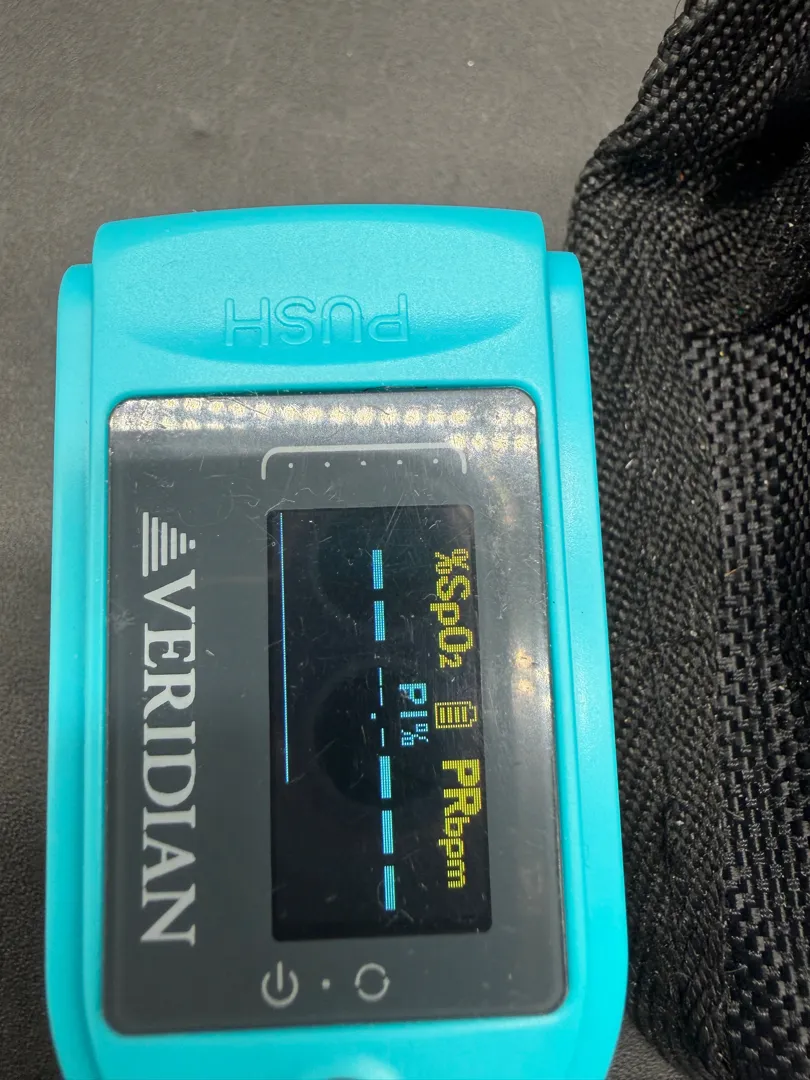 PUSH
%SpO₂ PRbpm
PI%
-- -.- ---
VERIDIAN